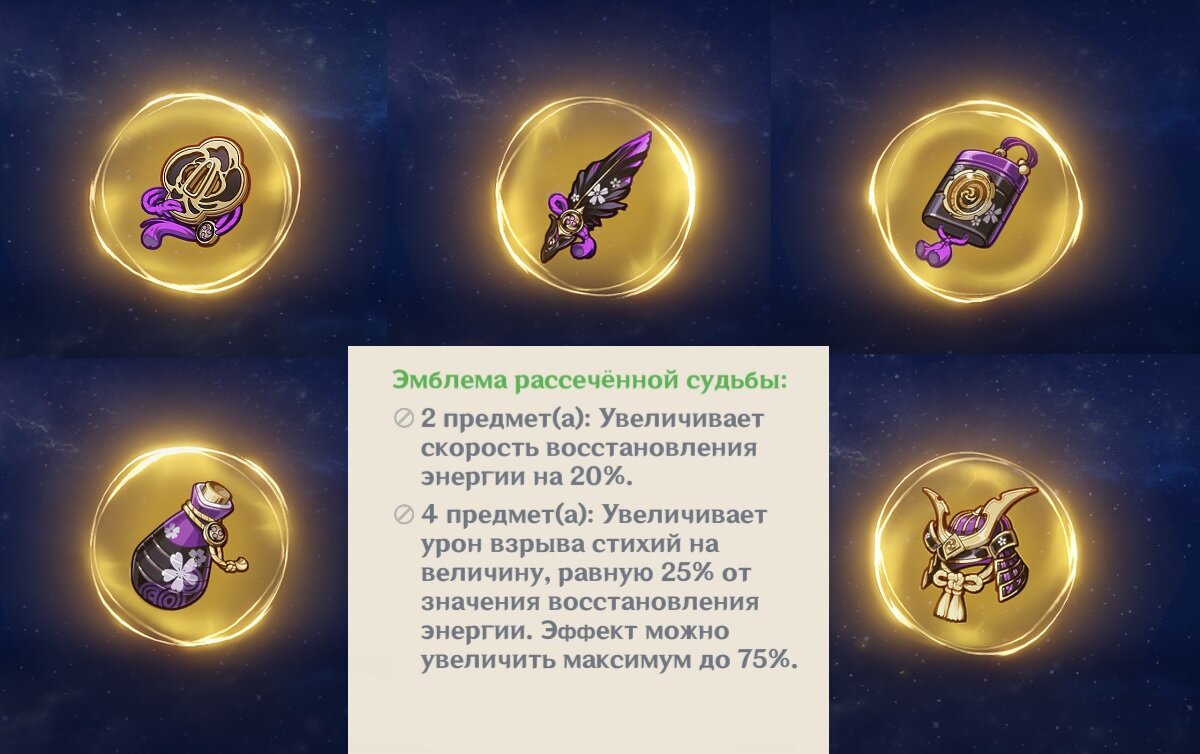 Эмблема рассечённой судьбы:
2 предмет(а): Увеличивает
скорость восстановления
энергии на 20%.
4 предмет(а): Увеличивает
урон взрыва стихий на
величину, равную 25% от
значения восстановления
энергии. Эффект можно
увеличить максимум до 75%.